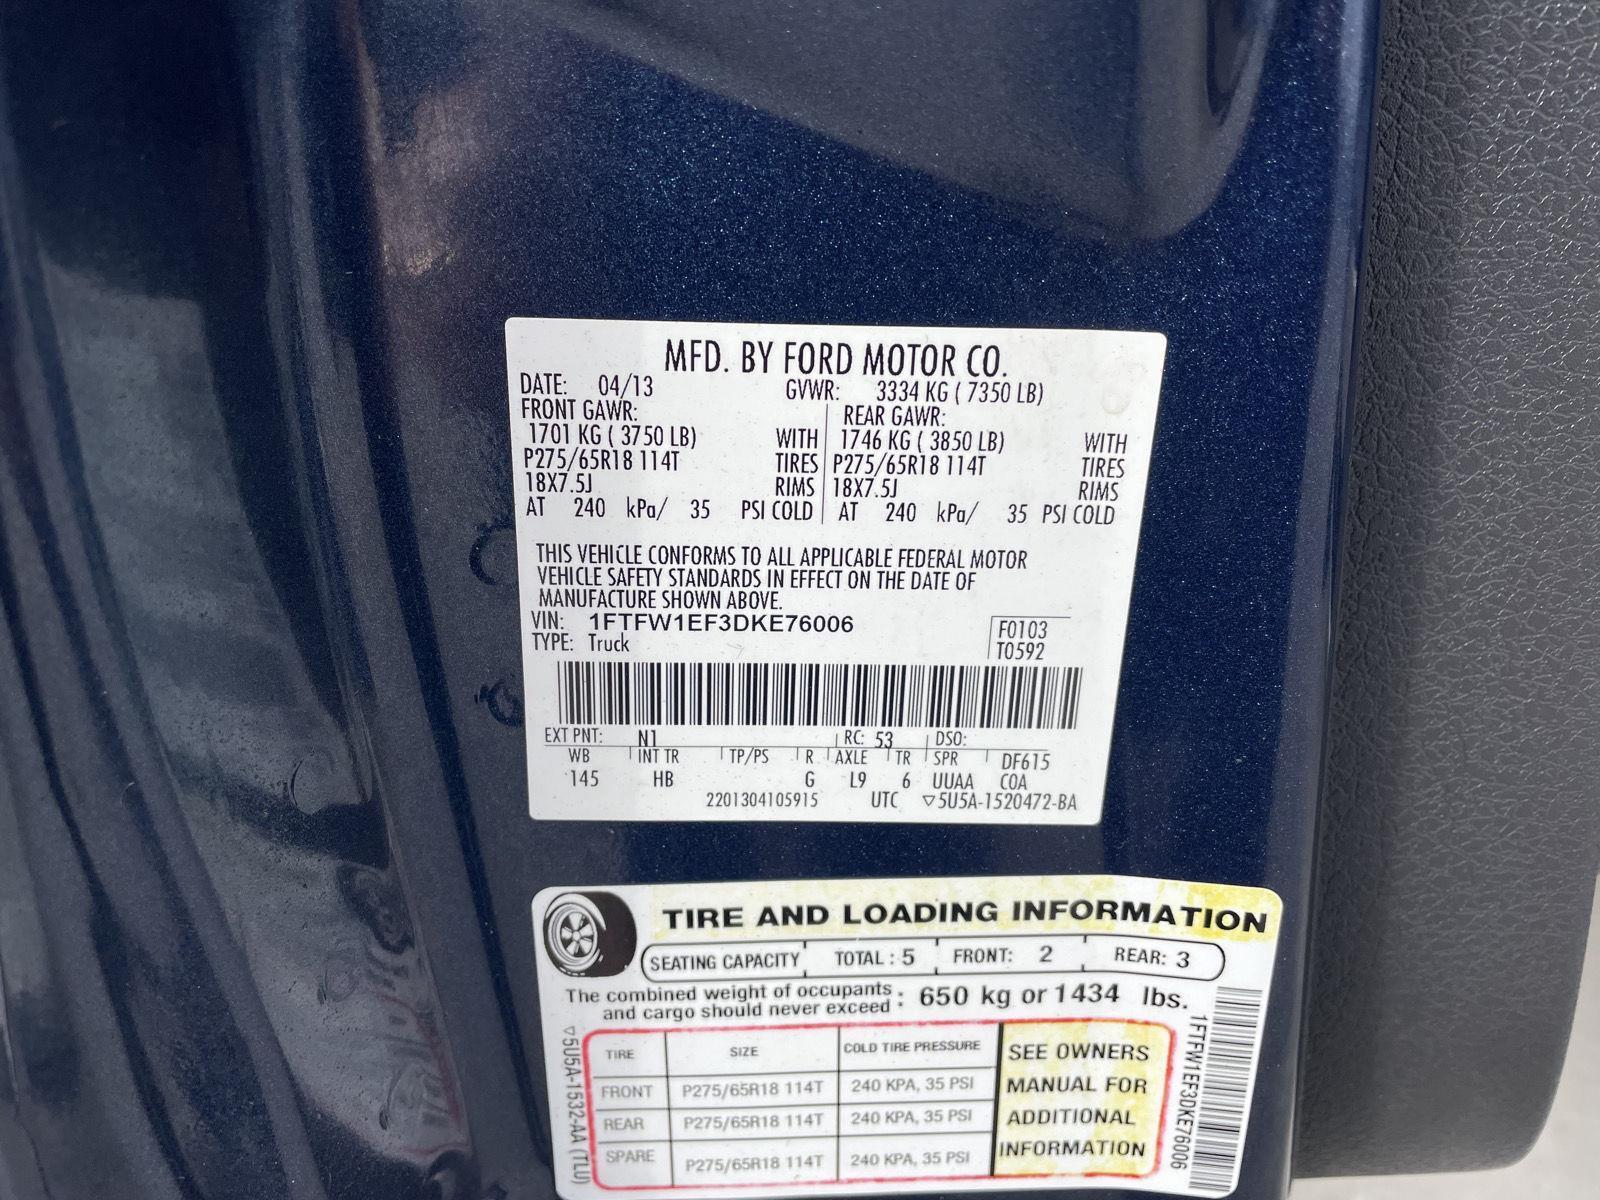 MFD. BY FORD MOTOR CO.
DATE: 04/13 GVWR: 3334 KG ( 7350 LB)
FRONT GAWR: REAR GAWR:
1701 KG ( 3750 LB) WITH 1746 KG ( 3850 LB) WITH
P275/65R18 114T TIRES P275/65R18 114T TIRES
18X7.5J RIMS 18X7.5J RIMS
AT 240 kPa/ 35 PSI COLD AT 240 kPa/ 35 PSI COLD
THIS VEHICLE CONFORMS TO ALL APPLICABLE FEDERAL MOTOR
VEHICLE SAFETY STANDARDS IN EFFECT ON THE DATE OF
MANUFACTURE SHOWN ABOVE.
VIN: 1FTFW1EF3DKE76006 F0103
TYPE: Truck T0592
EXT PNT: N1 RC: 53 DSO:
WB INT TR TP/PS R AXLE TR SPR DF615
145 HB G L9 6 UUAA COA
2201304105915 UTC ▽5U5A-1520472-BA
TIRE AND LOADING INFORMATION
SEATING CAPACITY TOTAL : 5 FRONT: 2 REAR: 3
The combined weight of occupants
and cargo should never exceed : 650 kg or 1434 lbs.
TIRE SIZE COLD TIRE PRESSURE
FRONT P275/65R18 114T 240 KPA, 35 PSI
REAR P275/65R18 114T 240 KPA, 35 PSI
SPARE P275/65R18 114T 240 KPA, 35 PSI
SEE OWNERS
MANUAL FOR
ADDITIONAL
INFORMATION
▽5U5A-1532-AA (TLU)
1FTFW1EF3DKE76006